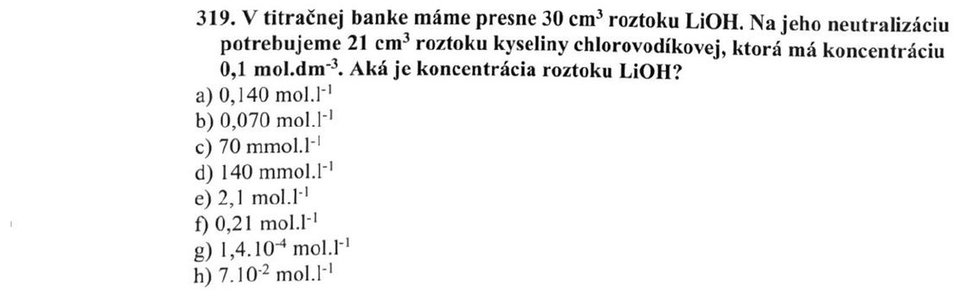 319. V titračnej banke máme presne 30 cm³ roztoku LiOH. Na jeho neutralizáciu
potrebujeme 21 cm³ roztoku kyseliny chlorovodíkovej, ktorá má koncentráciu
0,1 mol.dm⁻³. Aká je koncentrácia roztoku LiOH?
a) 0,140 mol.l⁻¹
b) 0,070 mol.l⁻¹
c) 70 mmol.l⁻¹
d) 140 mmol.l⁻¹
e) 2,1 mol.l⁻¹
f) 0,21 mol.l⁻¹
g) 1,4.10⁻⁴ mol.l⁻¹
h) 7.10⁻² mol.l⁻¹